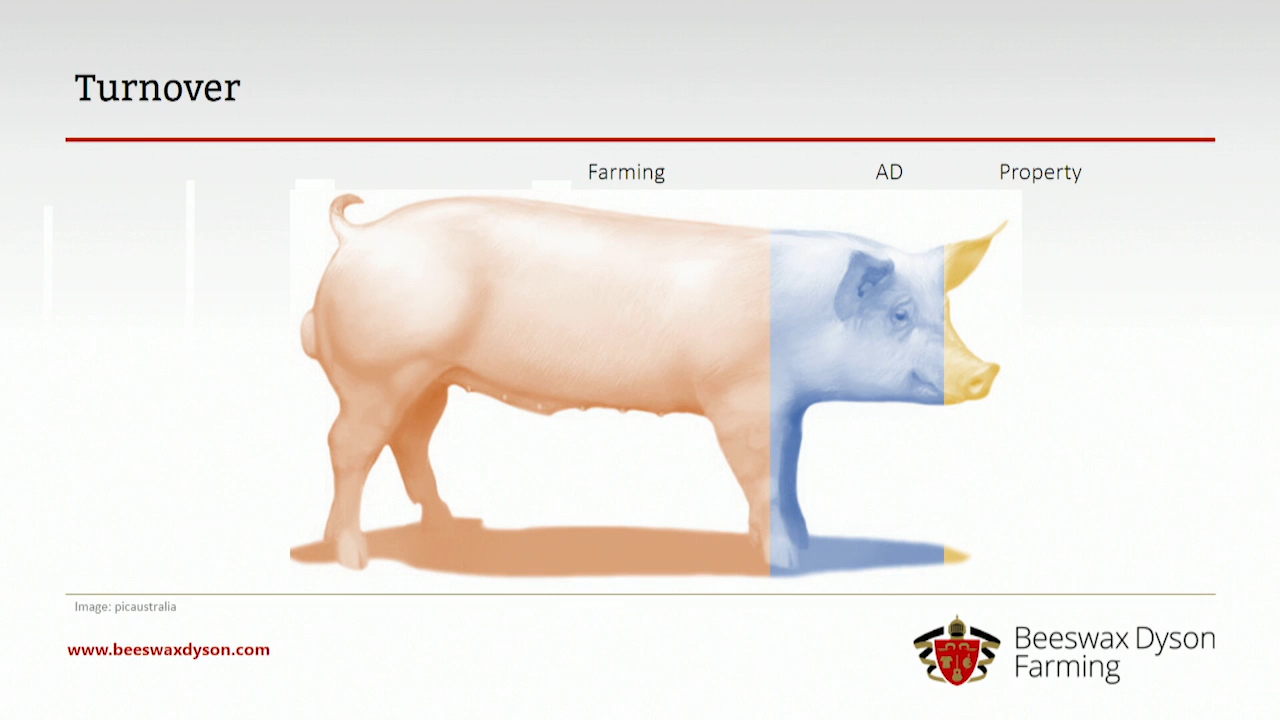 Turnover
Farming
AD
Property
Image: picaustralia
www.beeswaxdyson.com
Beeswax Dyson
Farming